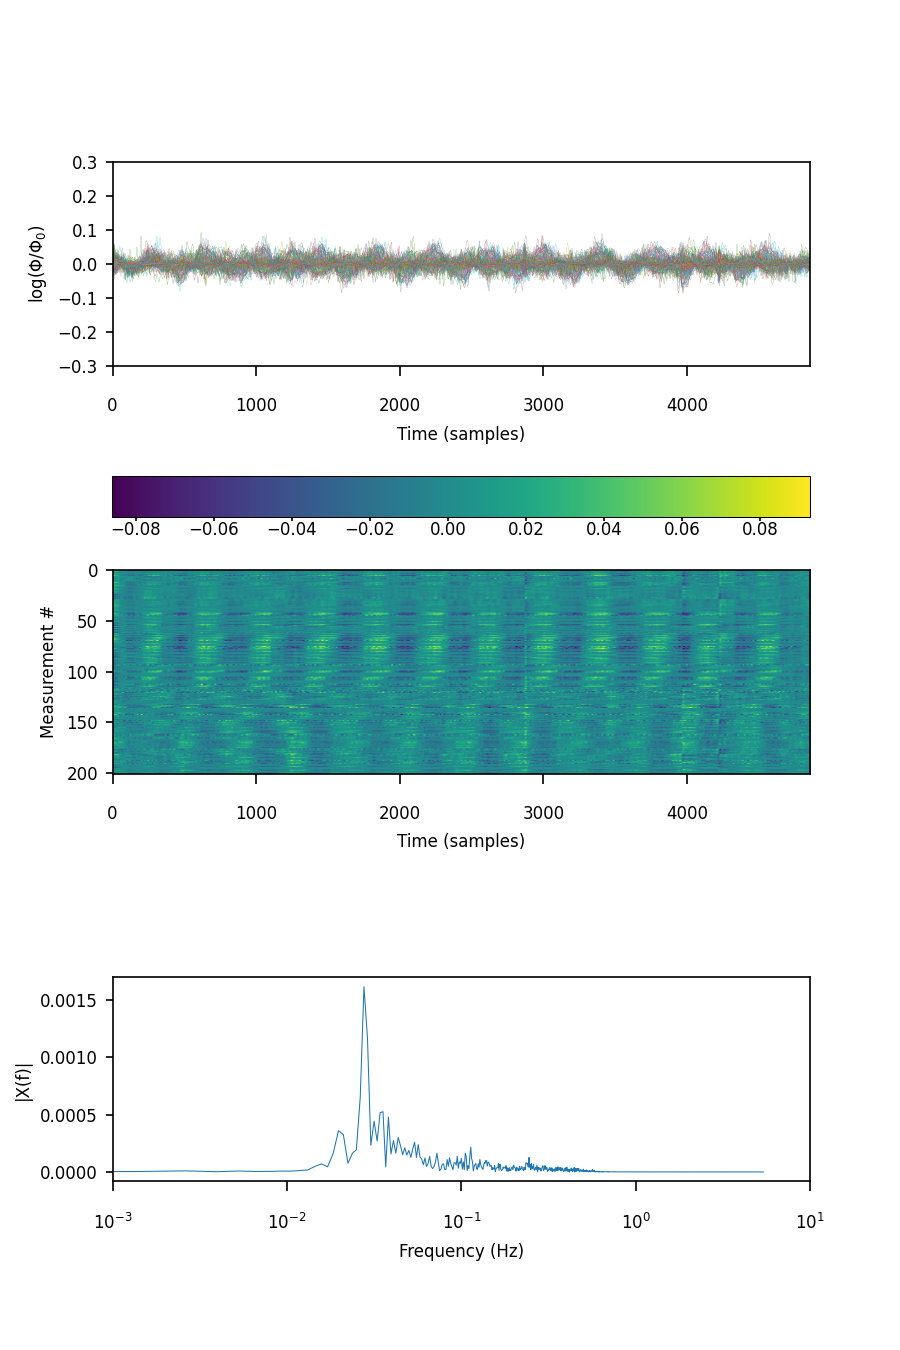 0.3
0.2
0.1
0.0
−0.1
−0.2
−0.3
log(Φ/Φ₀)
0 1000 2000 3000 4000
Time (samples)
−0.08 −0.06 −0.04 −0.02 0.00 0.02 0.04 0.06 0.08
0
50
100
150
200
Measurement #
0 1000 2000 3000 4000
Time (samples)
0.0015
0.0010
0.0005
0.0000
|X(f)|
10⁻³ 10⁻² 10⁻¹ 10⁰ 10¹
Frequency (Hz)